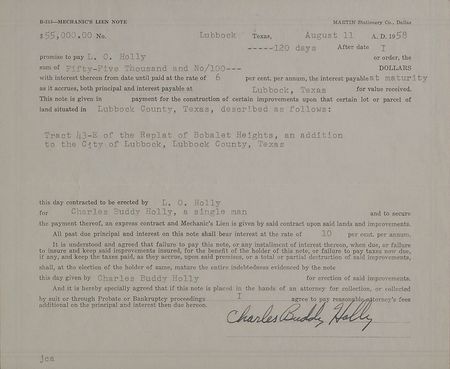 B-115—MECHANIC'S LIEN NOTE MARTIN Stationery Co., Dallas
$55,000.00 No. Lubbock Texas, August 11 A. D. 1958
-----120 days After date I
promise to pay L. O. Holly or order, the
sum of Fifty-Five Thousand and No/100--- DOLLARS
with interest thereon from date until paid at the rate of 6 per cent. per annum, the interest payable at maturity
as it accrues, both principal and interest payable at Lubbock, Texas for value received.
This note is given in payment for the construction of certain improvements upon that certain lot or parcel of
land situated in Lubbock County, Texas, described as follows:
Tract 43-E of the Replat of Bobalet Heights, an addition
to the City of Lubbock, Lubbock County, Texas
this day contracted to be erected by L. O. Holly
for Charles Buddy Holly, a single man and to secure
the payment thereof, an express contract and Mechanic's Lien is given by said contract upon said lands and improvements.
All past due principal and interest on this note shall bear interest at the rate of 10 per cent. per annum.
It is understood and agreed that failure to pay this note, or any installment of interest thereon, when due, or failure
to insure and keep said improvements insured, for the benefit of the holder of this note, or failure to pay taxes now due,
if any, and keep the taxes paid, as they accrue, upon said premises, or a total or partial destruction of said improvements,
shall, at the election of the holder of same, mature the entire indebtedness evidenced by the note
this day given by Charles Buddy Holly for erection of said improvements.
And it is hereby specially agreed that if this note is placed in the hands of an attorney for collection, or collected
by suit or through Probate or Bankruptcy proceedings I agree to pay reasonable attorney's fees
additional on the principal and interest then due hereon.
Charles Buddy Holly
jca